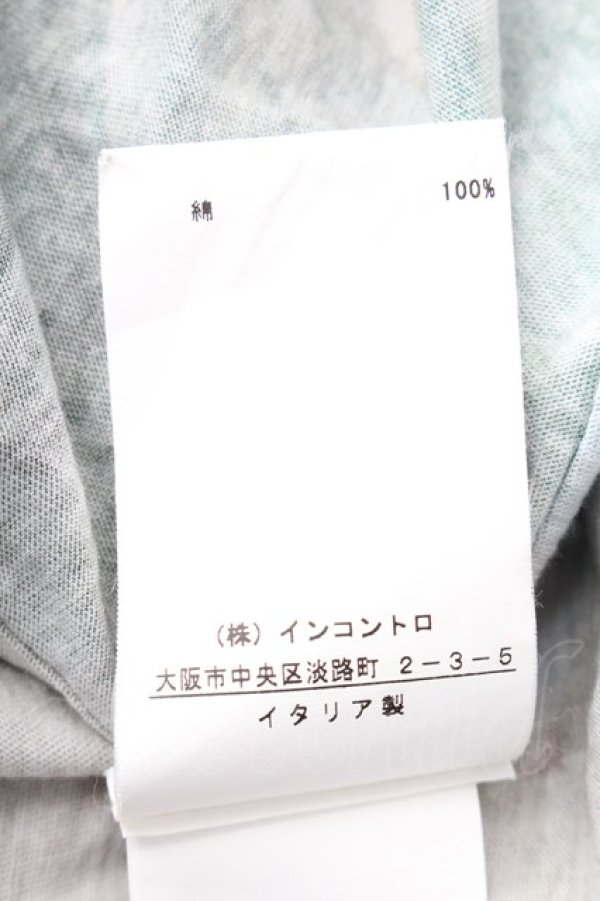 綿 100%
(株)インコントロ
大阪市中央区淡路町 2-3-5
イタリア製